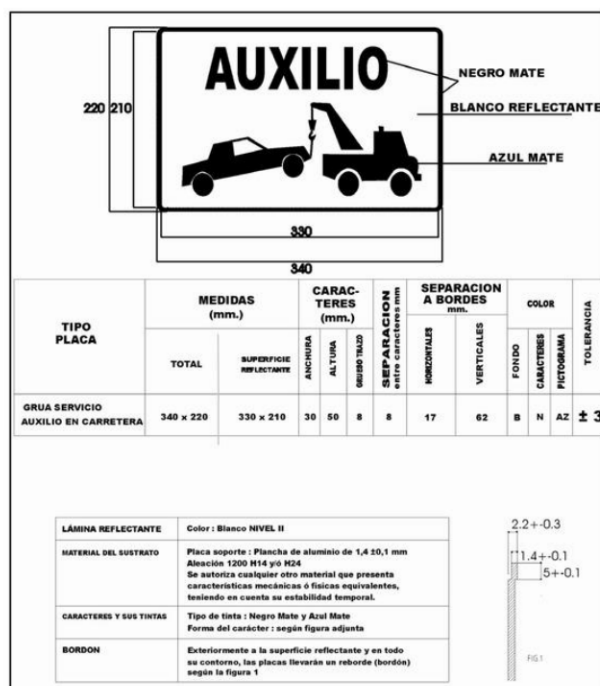 AUXILIO
NEGRO MATE
BLANCO REFLECTANTE
AZUL MATE
220 210
330
340
TIPO PLACA
MEDIDAS (mm.)
CARAC-TERES (mm.)
SEPARACION entre caracteres mm
SEPARACION A BORDES mm.
COLOR
TOLERANCIA
TOTAL
SUPERFICIE REFLECTANTE
ANCHURA
ALTURA
GRUESO TRAZO
HORIZONTALES
VERTICALES
FONDO
CARACTERES
PICTOGRAMA
GRUA SERVICIO
AUXILIO EN CARRETERA
340 x 220
330 x 210
30
50
8
8
17
62
B
N
AZ
± 3
LÁMINA REFLECTANTE
Color : Blanco NIVEL II
MATERIAL DEL SUSTRATO
Placa soporte : Plancha de aluminio de 1,4 ±0,1 mm
Aleación 1200 H14 y/ó H24
Se autoriza cualquier otro material que presenta
características mecánicas ó físicas equivalentes,
teniendo en cuenta su estabilidad temporal.
CARACTERES Y SUS TINTAS
Tipo de tinta : Negro Mate y Azul Mate
Forma del carácter : según figura adjunta
BORDON
Exteriormente a la superficie reflectante y en todo
su contorno, las placas llevarán un reborde (bordón)
según la figura 1
2.2+-0.3
1.4+-0.1
5+-0.1
FIG.1